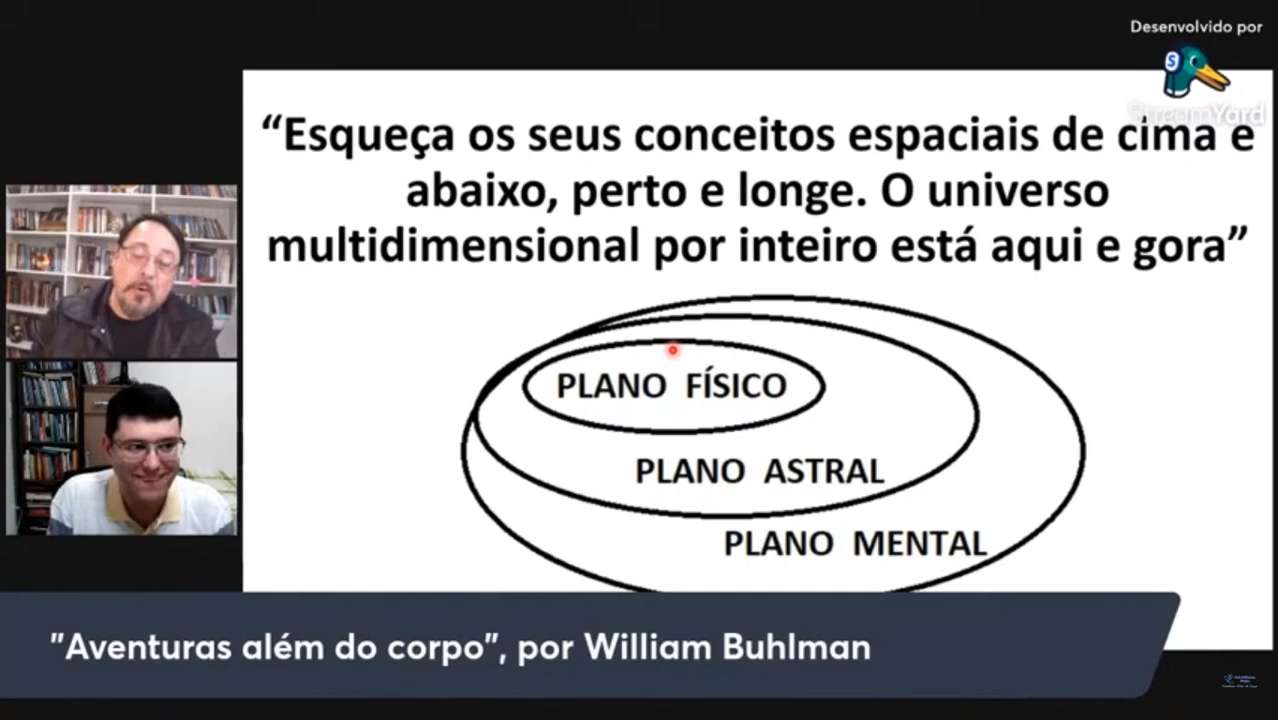 Desenvolvido por
StreamYard
“Esqueça os seus conceitos espaciais de cima e
abaixo, perto e longe. O universo
multidimensional por inteiro está aqui e gora”
PLANO FÍSICO
PLANO ASTRAL
PLANO MENTAL
"Aventuras além do corpo", por William Buhlman